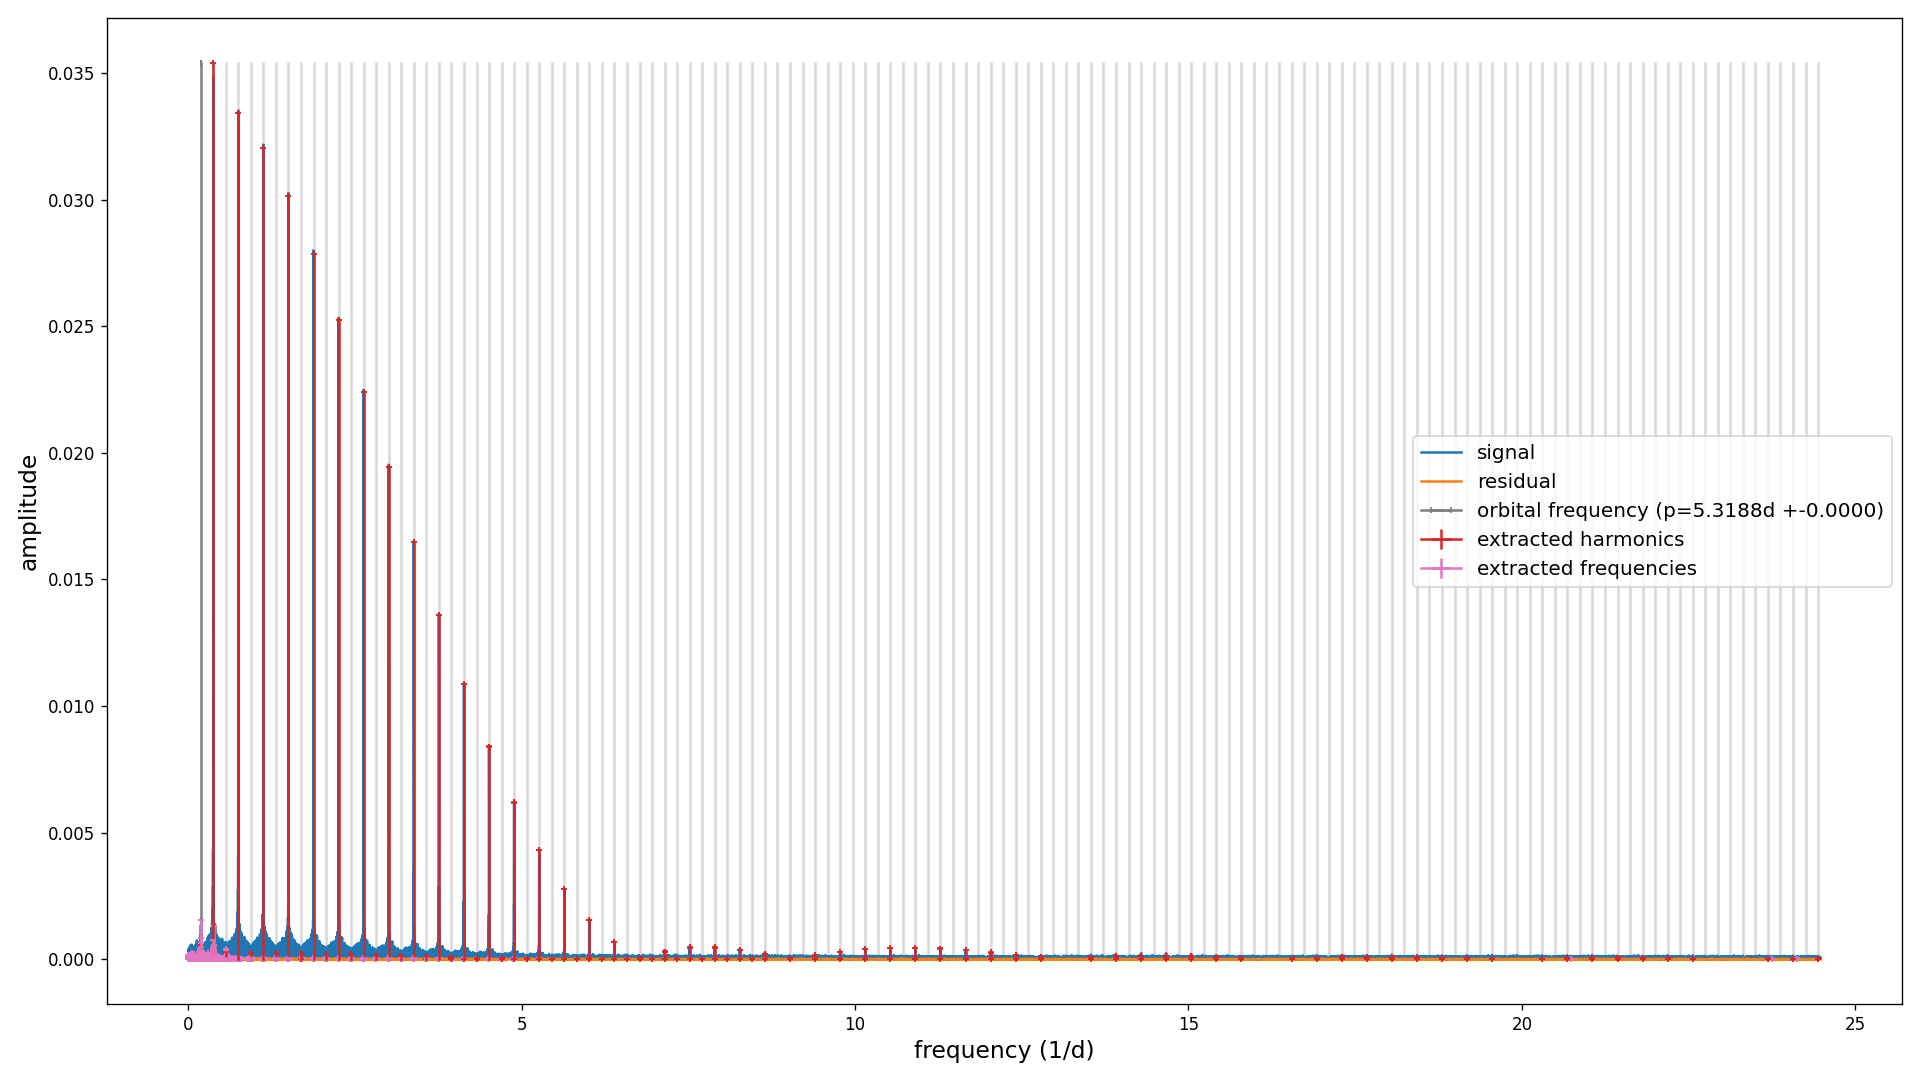 0.035
0.030
0.025
0.020
0.015
0.010
0.005
0.000
amplitude
signal
residual
orbital frequency (p=5.3188d +-0.0000)
extracted harmonics
extracted frequencies
0 5 10 15 20 25
frequency (1/d)